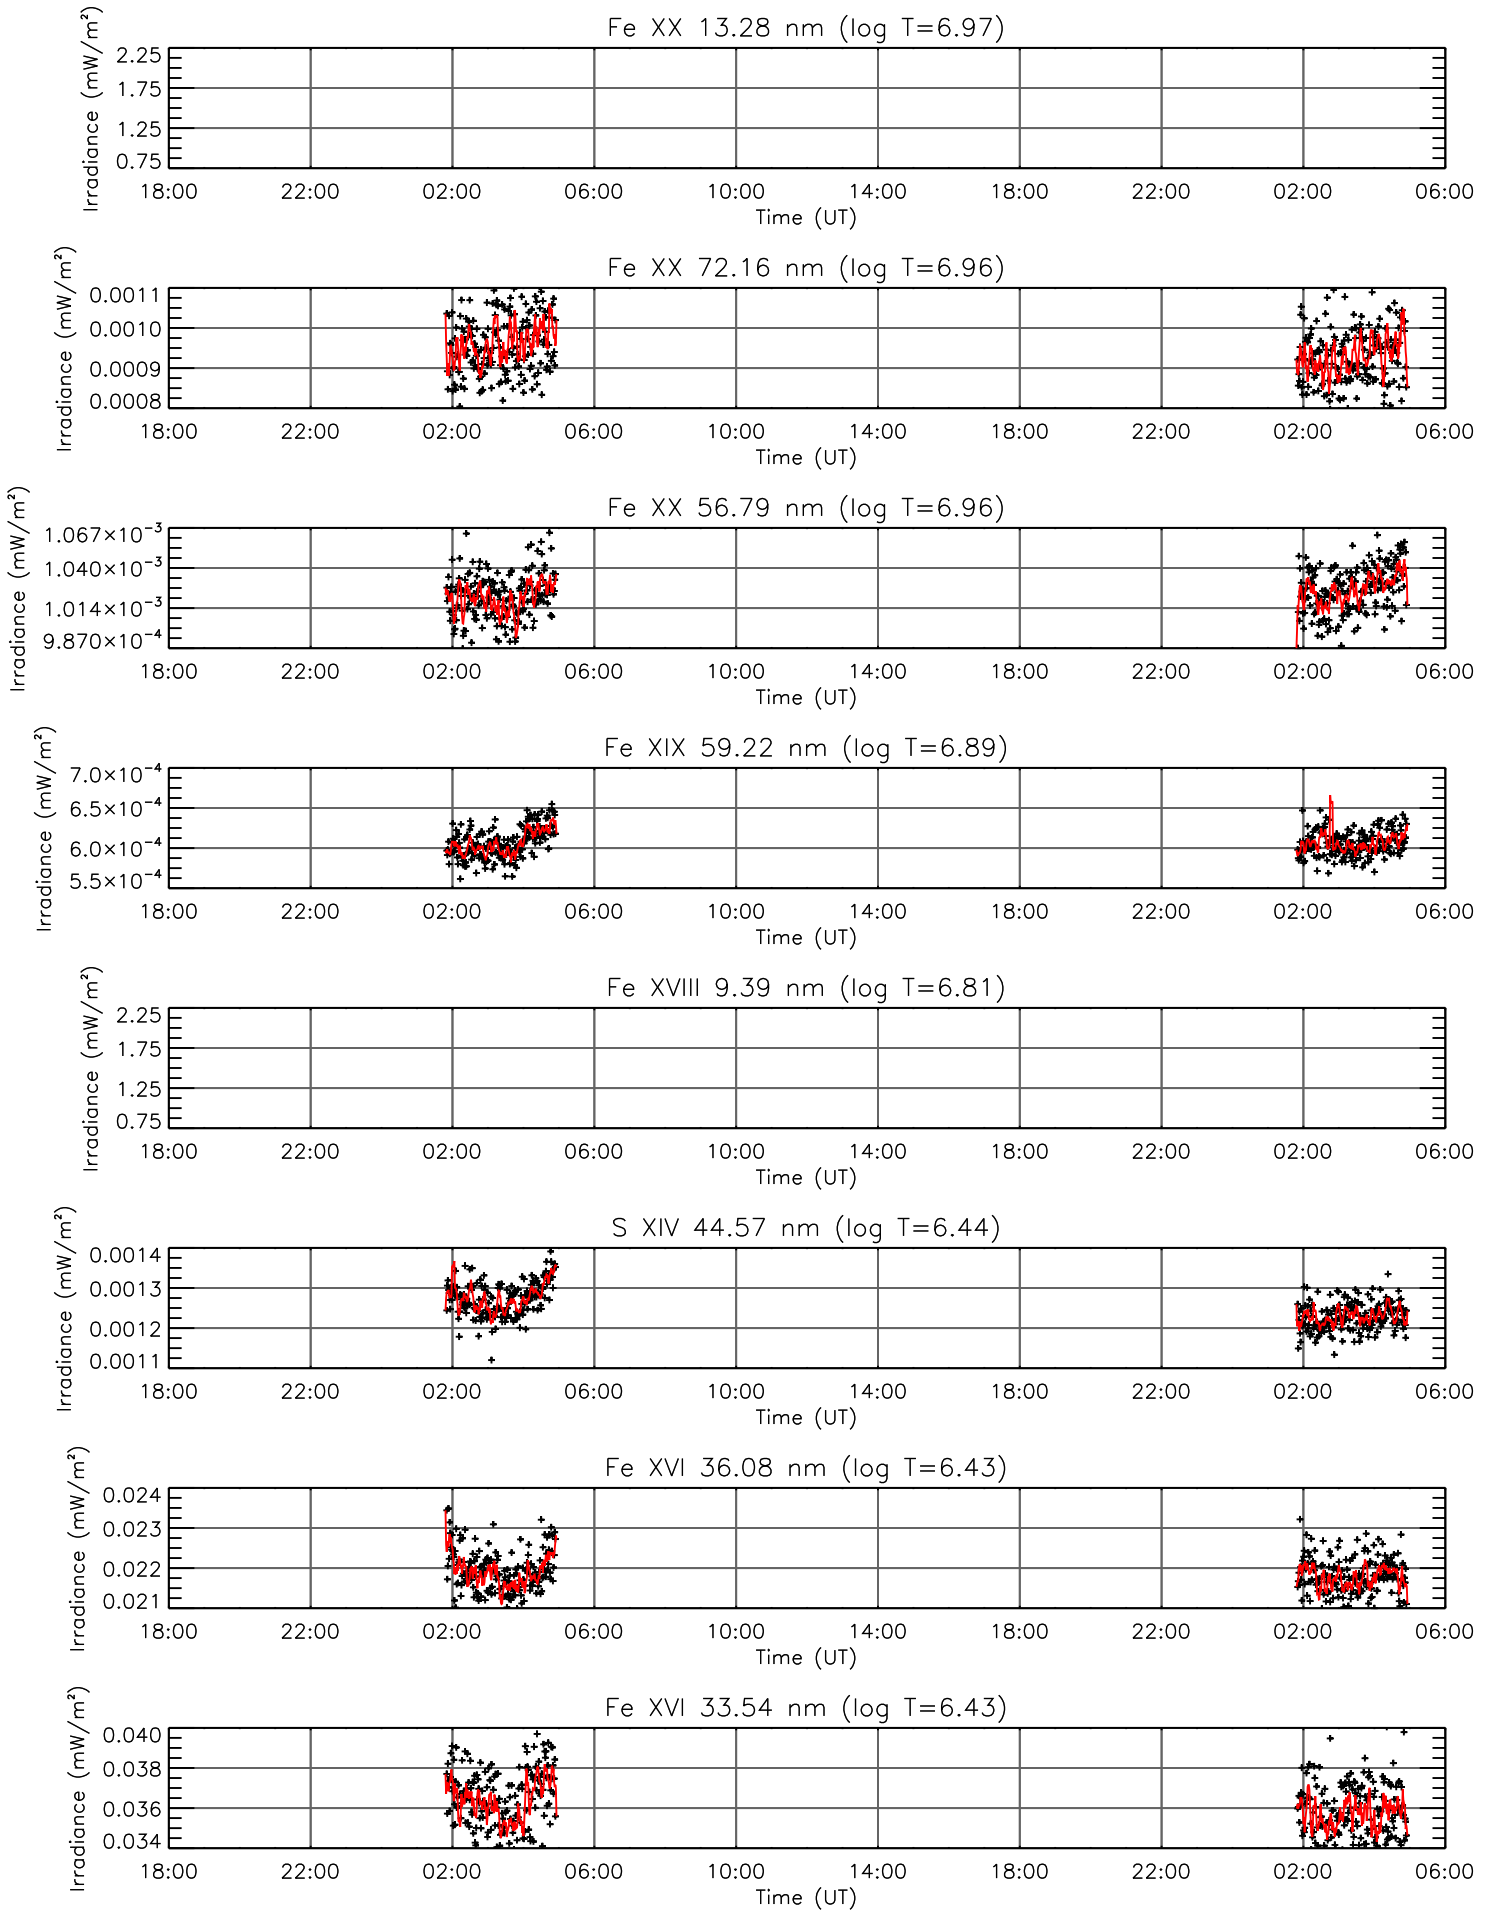 Fe XX 13.28 nm (log T=6.97)
Irradiance (mW/m²)
2.25
1.75
1.25
0.75
18:00 22:00 02:00 06:00 10:00 14:00 18:00 22:00 02:00 06:00
Time (UT)
Fe XX 72.16 nm (log T=6.96)
Irradiance (mW/m²)
0.0011
0.0010
0.0009
0.0008
18:00 22:00 02:00 06:00 10:00 14:00 18:00 22:00 02:00 06:00
Time (UT)
Fe XX 56.79 nm (log T=6.96)
Irradiance (mW/m²)
1.067×10⁻³
1.040×10⁻³
1.014×10⁻³
9.870×10⁻⁴
18:00 22:00 02:00 06:00 10:00 14:00 18:00 22:00 02:00 06:00
Time (UT)
Fe XIX 59.22 nm (log T=6.89)
Irradiance (mW/m²)
7.0×10⁻⁴
6.5×10⁻⁴
6.0×10⁻⁴
5.5×10⁻⁴
18:00 22:00 02:00 06:00 10:00 14:00 18:00 22:00 02:00 06:00
Time (UT)
Fe XVIII 9.39 nm (log T=6.81)
Irradiance (mW/m²)
2.25
1.75
1.25
0.75
18:00 22:00 02:00 06:00 10:00 14:00 18:00 22:00 02:00 06:00
Time (UT)
S XIV 44.57 nm (log T=6.44)
Irradiance (mW/m²)
0.0014
0.0013
0.0012
0.0011
18:00 22:00 02:00 06:00 10:00 14:00 18:00 22:00 02:00 06:00
Time (UT)
Fe XVI 36.08 nm (log T=6.43)
Irradiance (mW/m²)
0.024
0.023
0.022
0.021
18:00 22:00 02:00 06:00 10:00 14:00 18:00 22:00 02:00 06:00
Time (UT)
Fe XVI 33.54 nm (log T=6.43)
Irradiance (mW/m²)
0.040
0.038
0.036
0.034
18:00 22:00 02:00 06:00 10:00 14:00 18:00 22:00 02:00 06:00
Time (UT)